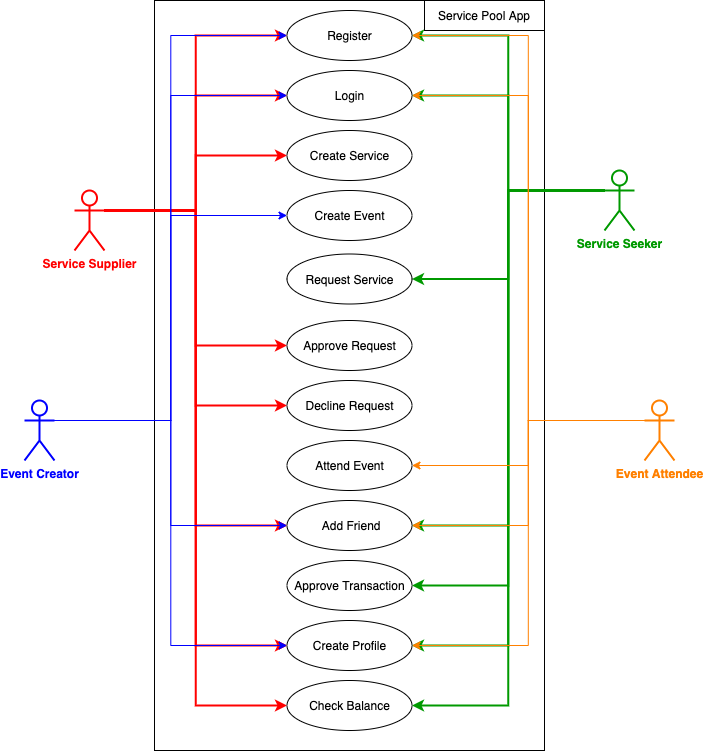 Service Pool App
Register
Login
Create Service
Create Event
Service Supplier
Service Seeker
Request Service
Approve Request
Decline Request
Attend Event
Event Creator
Event Attendee
Add Friend
Approve Transaction
Create Profile
Check Balance